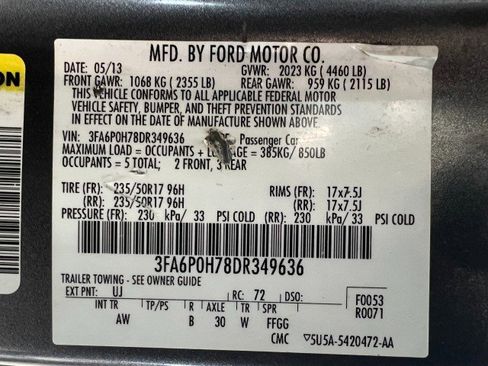 MFD. BY FORD MOTOR CO.
DATE: 05/13 GVWR: 2023 KG ( 4460 LB)
FRONT GAWR: 1068 KG ( 2355 LB) REAR GAWR: 959 KG ( 2115 LB)
THIS VEHICLE CONFORMS TO ALL APPLICABLE FEDERAL MOTOR
VEHICLE SAFETY, BUMPER, AND THEFT PREVENTION STANDARDS
IN EFFECT ON THE DATE OF MANUFACTURE SHOWN ABOVE.
VIN: 3FA6P0H78DR349636 Passenger Car
MAXIMUM LOAD = OCCUPANTS + = 385KG/ 850LB
OCCUPANTS = 5 TOTAL; 2 FRONT, 3 REAR
TIRE (FR): 235/50R17 96H RIMS (FR): 17x7.5J
(RR): 235/50R17 96H (RR): 17x7.5J
PRESSURE (FR): 230 kPa/ 33 PSI COLD (RR): 230 kPa/ 33 PSI COLD
3FA6P0H78DR349636
TRAILER TOWING - SEE OWNER GUIDE
EXT PNT: UJ RC: 72 DSO: F0053
INT TR TP/PS R AXLE TR SPR R0071
AW B 30 W FFGG
CMC 5U5A-5420472-AA